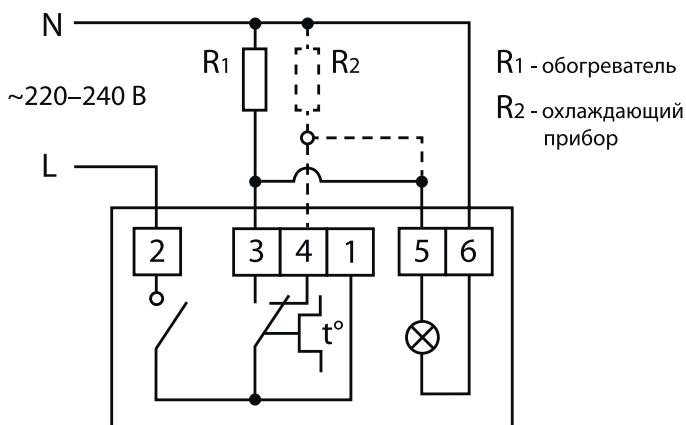 N
R1
R2
~220–240 В
R1 - обогреватель
R2 - охлаждающий
прибор
L
2
3
4
1
5
6
t°